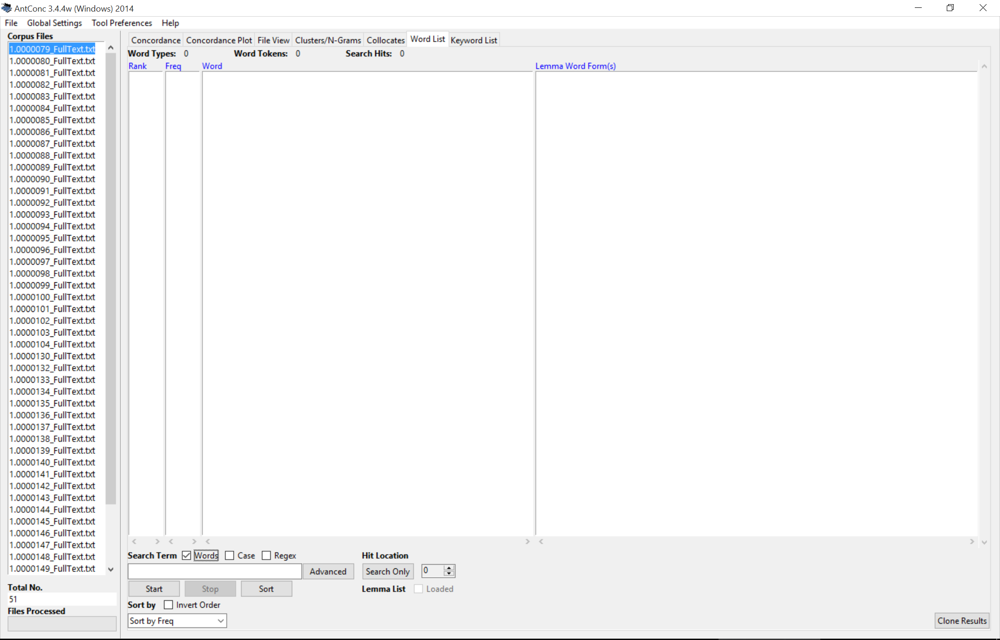 AntConc 3.4.4w (Windows) 2014
File Global Settings Tool Preferences Help
Corpus Files
1.0000079_FullText.txt
1.0000080_FullText.txt
1.0000081_FullText.txt
1.0000082_FullText.txt
1.0000083_FullText.txt
1.0000084_FullText.txt
1.0000085_FullText.txt
1.0000086_FullText.txt
1.0000087_FullText.txt
1.0000088_FullText.txt
1.0000089_FullText.txt
1.0000090_FullText.txt
1.0000091_FullText.txt
1.0000092_FullText.txt
1.0000093_FullText.txt
1.0000094_FullText.txt
1.0000095_FullText.txt
1.0000096_FullText.txt
1.0000097_FullText.txt
1.0000098_FullText.txt
1.0000099_FullText.txt
1.0000100_FullText.txt
1.0000101_FullText.txt
1.0000102_FullText.txt
1.0000103_FullText.txt
1.0000104_FullText.txt
1.0000130_FullText.txt
1.0000132_FullText.txt
1.0000133_FullText.txt
1.0000134_FullText.txt
1.0000135_FullText.txt
1.0000136_FullText.txt
1.0000137_FullText.txt
1.0000138_FullText.txt
1.0000139_FullText.txt
1.0000140_FullText.txt
1.0000141_FullText.txt
1.0000142_FullText.txt
1.0000143_FullText.txt
1.0000144_FullText.txt
1.0000145_FullText.txt
1.0000146_FullText.txt
1.0000147_FullText.txt
1.0000148_FullText.txt
1.0000149_FullText.txt
Total No.
51
Files Processed
Concordance Concordance Plot File View Clusters/N-Grams Collocates Word List Keyword List
Word Types: 0 Word Tokens: 0 Search Hits: 0
Rank Freq Word Lemma Word Form(s)
Search Term Words Case Regex Hit Location
Advanced Search Only 0
Start Stop Sort Lemma List Loaded
Sort by Invert Order
Sort by Freq Clone Results